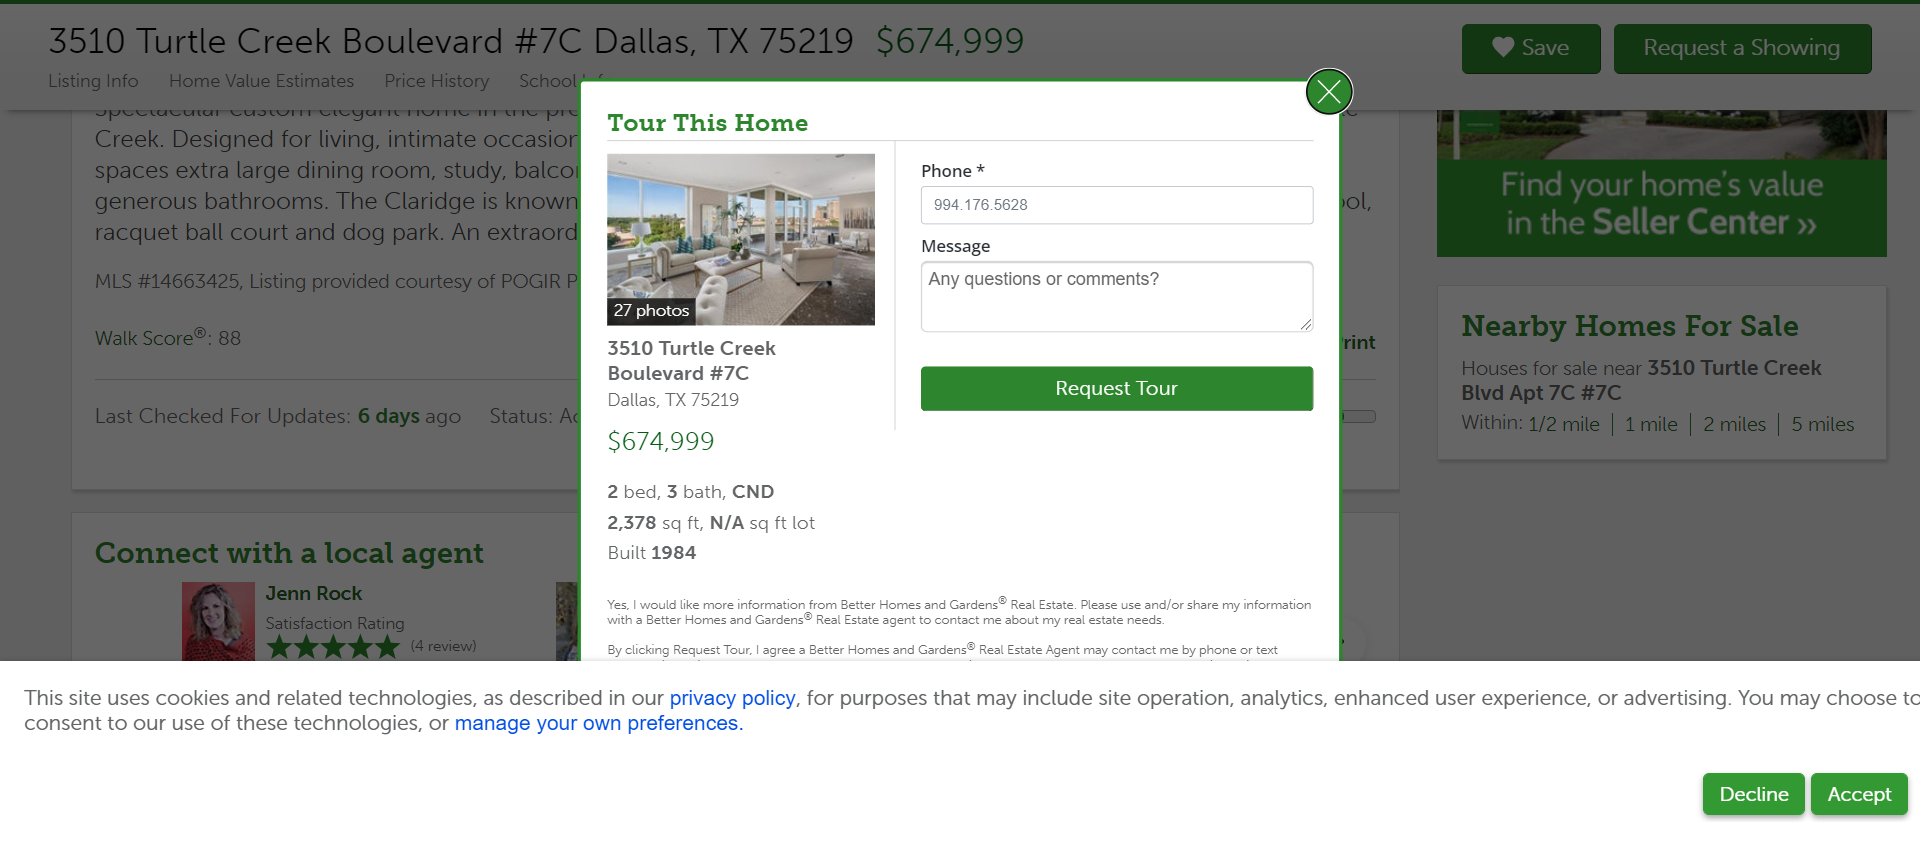 3510 Turtle Creek Boulevard #7C Dallas, TX 75219 $674,999
Save
Request a Showing
Listing Info Home Value Estimates Price History School
Creek. Designed for living, intimate occasion
spaces extra large dining room, study, balco
generous bathrooms. The Claridge is known
racquet ball court and dog park. An extraord
MLS #14663425, Listing provided courtesy of POGIR P
Walk Score®: 88
Last Checked For Updates: 6 days ago Status: Ac
Connect with a local agent
Jenn Rock
Satisfaction Rating
(4 review)
Tour This Home
27 photos
3510 Turtle Creek
Boulevard #7C
Dallas, TX 75219
$674,999
2 bed, 3 bath, CND
2,378 sq ft, N/A sq ft lot
Built 1984
Phone *
994.176.5628
Message
Any questions or comments?
Request Tour
Yes, I would like more information from Better Homes and Gardens® Real Estate. Please use and/or share my information
with a Better Homes and Gardens® Real Estate agent to contact me about my real estate needs.
By clicking Request Tour, I agree a Better Homes and Gardens® Real Estate Agent may contact me by phone or text
ool,
rint
Find your home's value
in the Seller Center »
Nearby Homes For Sale
Houses for sale near 3510 Turtle Creek
Blvd Apt 7C #7C
Within: 1/2 mile | 1 mile | 2 miles | 5 miles
This site uses cookies and related technologies, as described in our privacy policy, for purposes that may include site operation, analytics, enhanced user experience, or advertising. You may choose to
consent to our use of these technologies, or manage your own preferences.
Decline
Accept